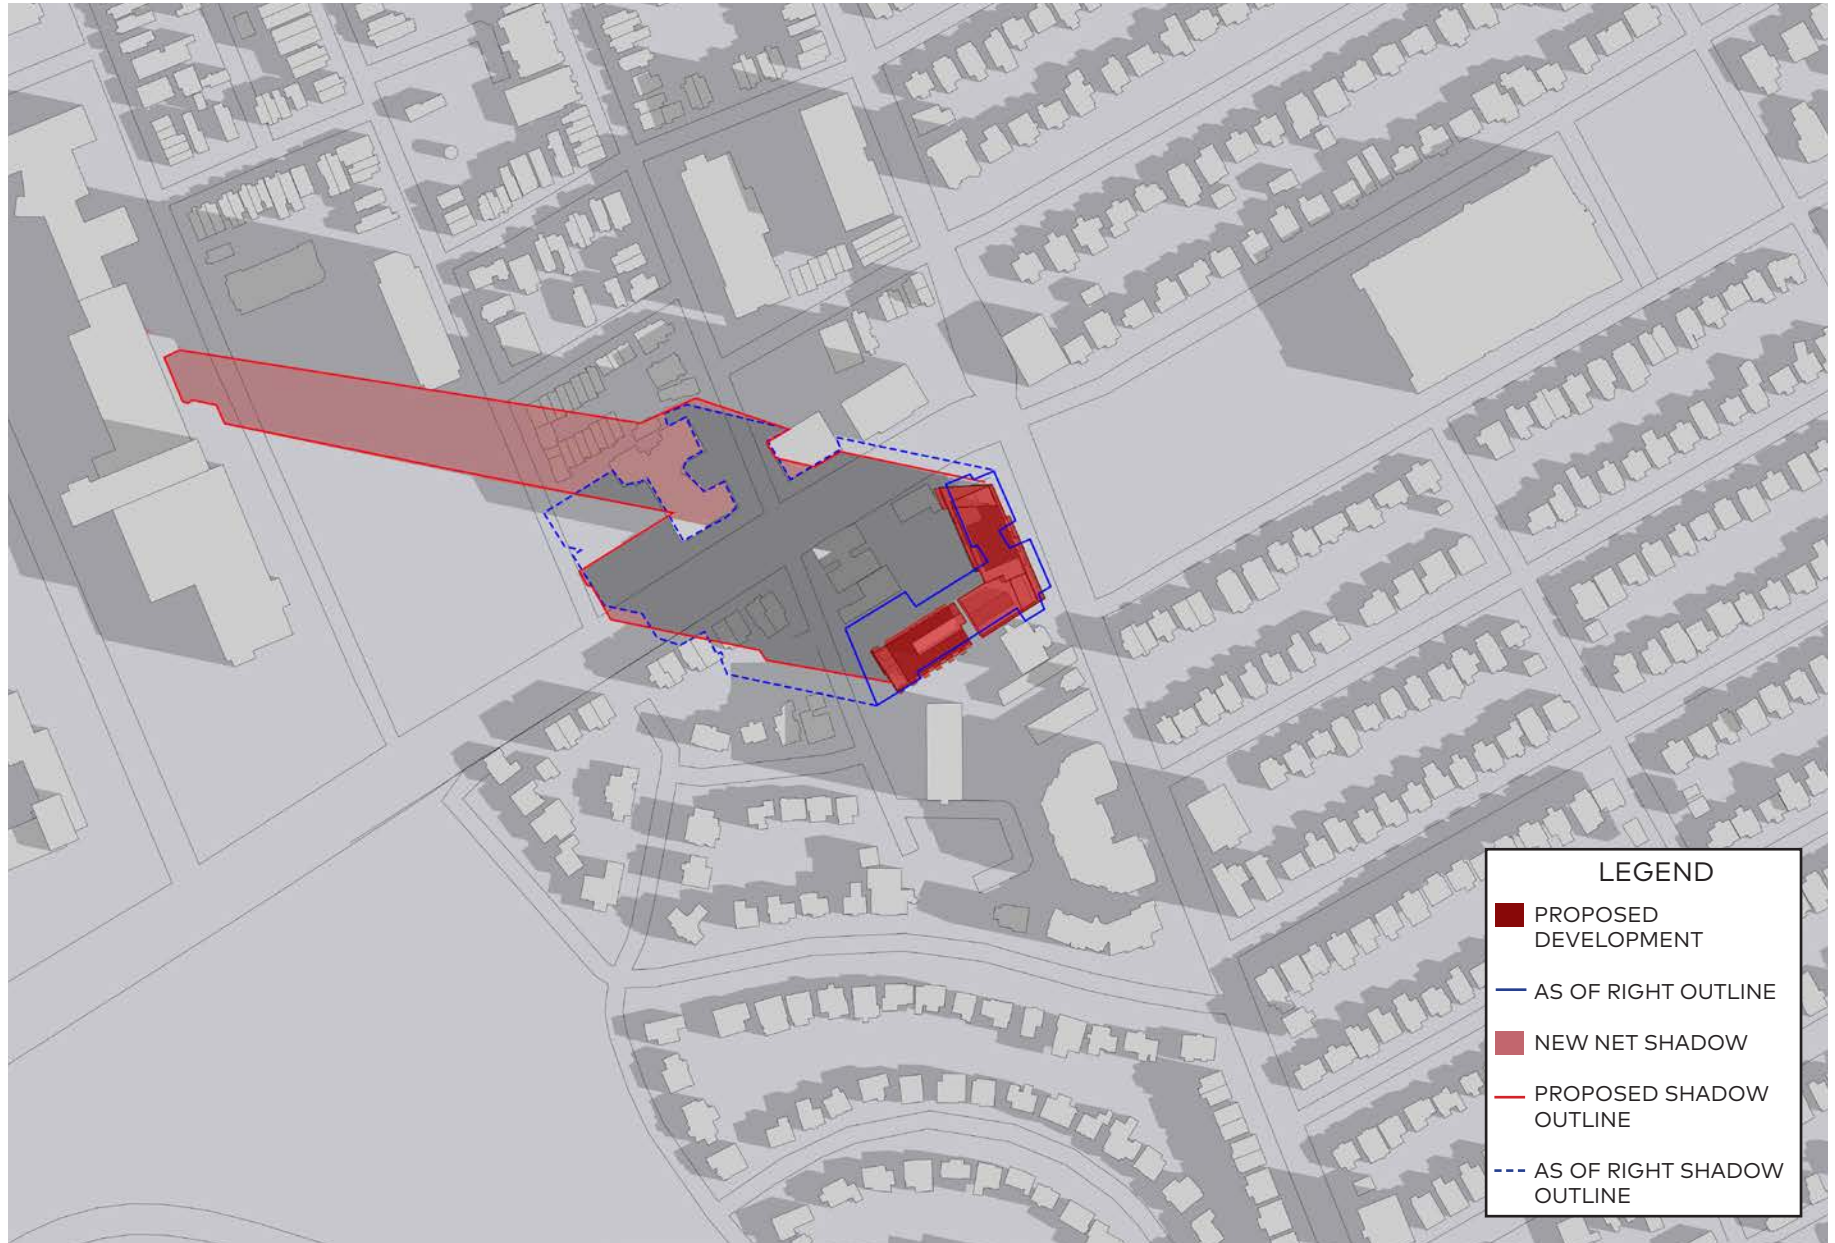 LEGEND
PROPOSED
DEVELOPMENT
AS OF RIGHT OUTLINE
NEW NET SHADOW
PROPOSED SHADOW
OUTLINE
AS OF RIGHT SHADOW
OUTLINE